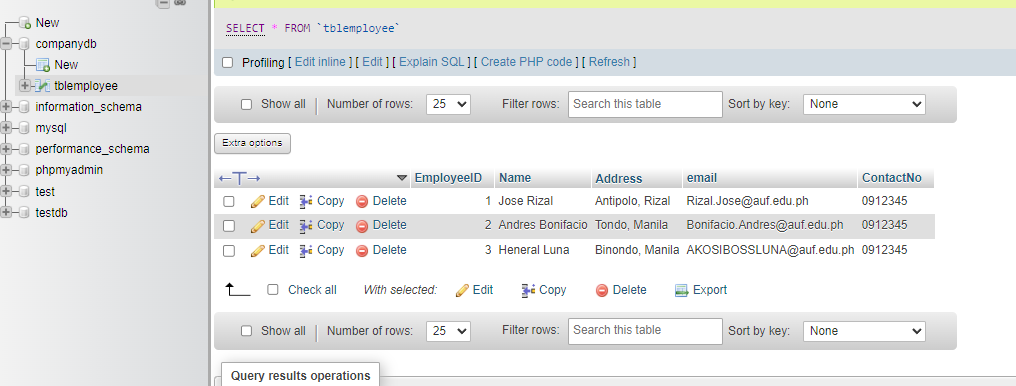 New
companydb
New
tblemployee
information_schema
mysql
performance_schema
phpmyadmin
test
testdb
SELECT * FROM `tblemployee`
Profiling [ Edit inline ] [ Edit ] [ Explain SQL ] [ Create PHP code ] [ Refresh ]
Show all Number of rows: 25 Filter rows: Search this table Sort by key: None
Extra options
←T→ EmployeeID Name Address email ContactNo
Edit Copy Delete 1 Jose Rizal Antipolo, Rizal Rizal.Jose@auf.edu.ph 0912345
Edit Copy Delete 2 Andres Bonifacio Tondo, Manila Bonifacio.Andres@auf.edu.ph 0912345
Edit Copy Delete 3 Heneral Luna Binondo, Manila AKOSIBOSSLUNA@auf.edu.ph 0912345
Check all With selected: Edit Copy Delete Export
Show all Number of rows: 25 Filter rows: Search this table Sort by key: None
Query results operations